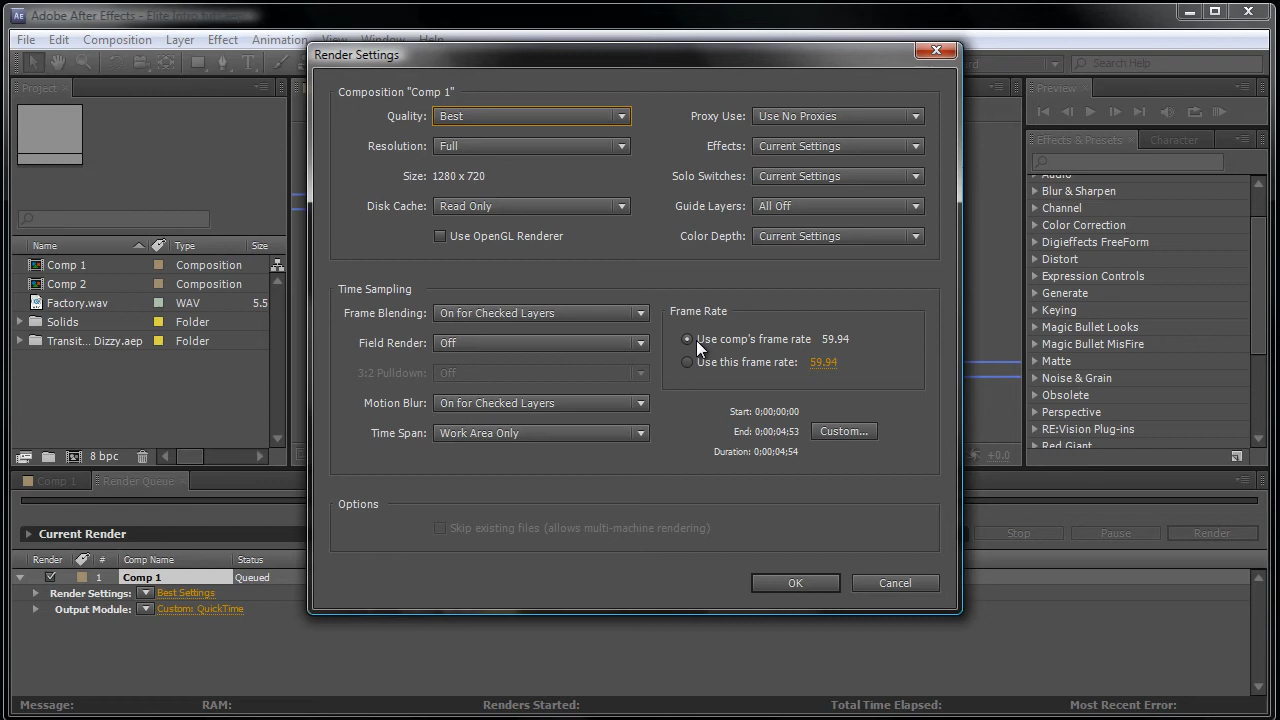 Adobe After Effects - Elite Intro
File Edit Composition Layer Effect Animation View Window Help
Search Help
Render Settings
Project
Composition "Comp 1"
Quality: Best
Proxy Use: Use No Proxies
Resolution: Full
Effects: Current Settings
Size: 1280 x 720
Solo Switches: Current Settings
Disk Cache: Read Only
Guide Layers: All Off
Use OpenGL Renderer
Color Depth: Current Settings
Time Sampling
Frame Blending: On for Checked Layers
Field Render: Off
3:2 Pulldown: Off
Motion Blur: On for Checked Layers
Time Span: Work Area Only
Frame Rate
Use comp's frame rate 59.94
Use this frame rate: 59.94
Start: 0;00;00;00
End: 0;00;04;53
Custom...
Duration: 0;00;04;54
Options
Skip existing files (allows multi-machine rendering)
OK
Cancel
Name Type Size
Comp 1 Composition
Comp 2 Composition
Factory.wav WAV 5.5
Solids Folder
Transit... Dizzy.aep Folder
8 bpc
Preview
Effects & Presets Character
Audio
Blur & Sharpen
Channel
Color Correction
Digieffects FreeForm
Distort
Expression Controls
Generate
Keying
Magic Bullet Looks
Magic Bullet MisFire
Matte
Noise & Grain
Obsolete
Perspective
RE:Vision Plug-ins
Red Giant
+0.0
Comp 1 Render Queue
Current Render
Stop Pause Render
Render # Comp Name Status
1 Comp 1 Queued
Render Settings: Best Settings
Output Module: Custom: QuickTime
Message: RAM: Renders Started: Total Time Elapsed: Most Recent Error: